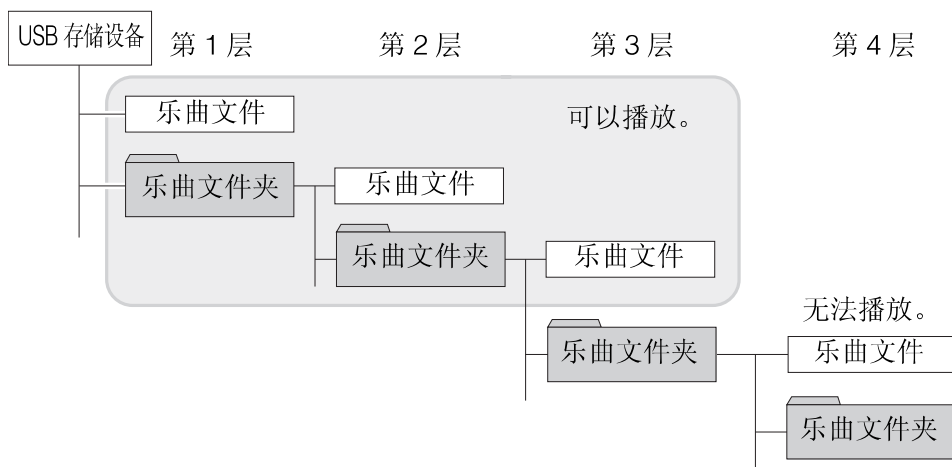 USB 存储设备
第 1 层
第 2 层
第 3 层
第 4 层
乐曲文件
可以播放。
乐曲文件夹
乐曲文件
乐曲文件夹
乐曲文件
无法播放。
乐曲文件夹
乐曲文件
乐曲文件夹